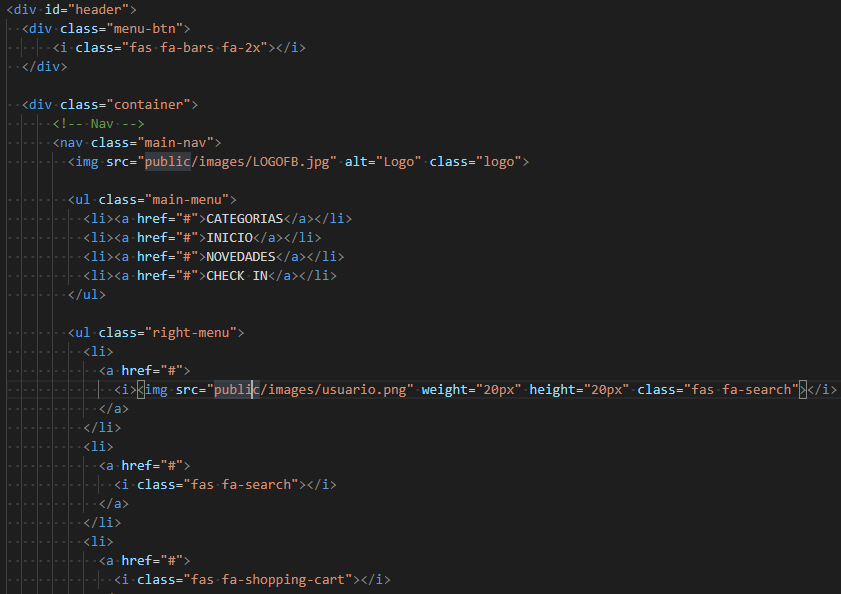 <div id="header">
<div class="menu-btn">
<i class="fas fa-bars fa-2x"></i>
</div>
<div class="container">
<!-- Nav -->
<nav class="main-nav">
<img src="public/images/LOGOFB.jpg" alt="Logo" class="logo">
<ul class="main-menu">
<li><a href="#">CATEGORIAS</a></li>
<li><a href="#">INICIO</a></li>
<li><a href="#">NOVEDADES</a></li>
<li><a href="#">CHECK IN</a></li>
</ul>
<ul class="right-menu">
<li>
<a href="#">
<i><img src="public/images/usuario.png" weight="20px" height="20px" class="fas fa-search"></i>
</a>
</li>
<li>
<a href="#">
<i class="fas fa-search"></i>
</a>
</li>
<li>
<a href="#">
<i class="fas fa-shopping-cart"></i>